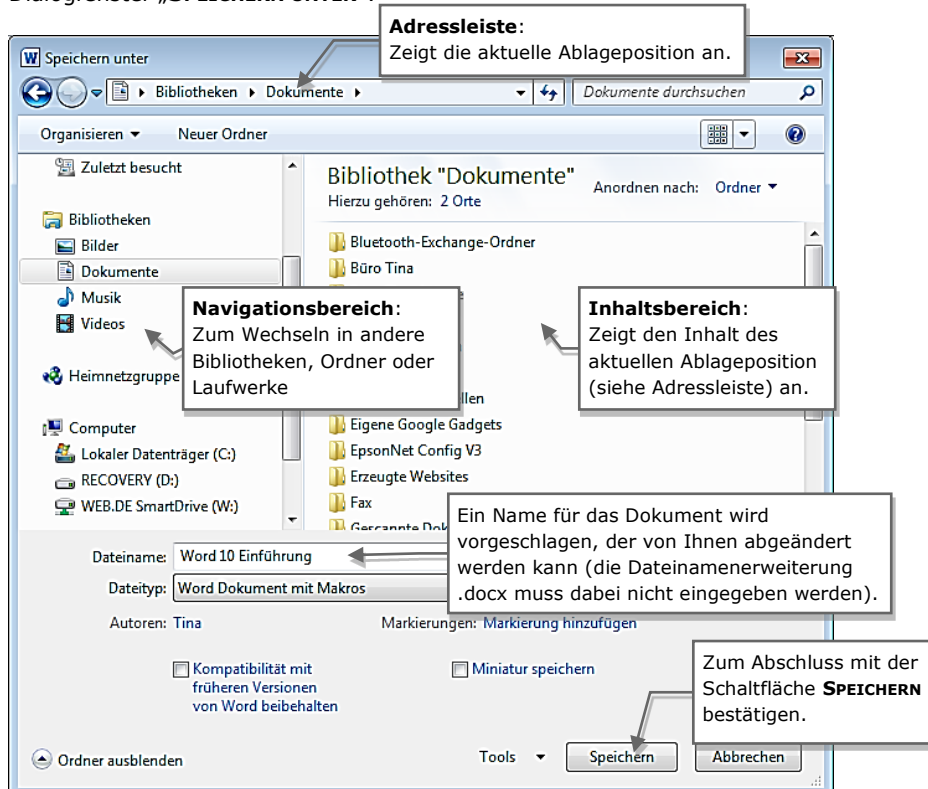 Dialogfenster „SPEICHERN UNTER“.
Adressleiste:
Zeigt die aktuelle Ablageposition an.
Speichern unter
Bibliotheken Dokumente
Dokumente durchsuchen
Organisieren Neuer Ordner
Zuletzt besucht
Bibliotheken
Bilder
Dokumente
Musik
Videos
Heimnetzgruppe
Computer
Lokaler Datenträger (C:)
RECOVERY (D:)
WEB.DE SmartDrive (W:)
Navigationsbereich:
Zum Wechseln in andere
Bibliotheken, Ordner oder
Laufwerke
Bibliothek "Dokumente"
Hierzu gehören: 2 Orte
Anordnen nach: Ordner
Bluetooth-Exchange-Ordner
Büro Tina
Eigene Google Gadgets
EpsonNet Config V3
Erzeugte Websites
Fax
Inhaltsbereich:
Zeigt den Inhalt des
aktuellen Ablageposition
(siehe Adressleiste) an.
Ein Name für das Dokument wird
vorgeschlagen, der von Ihnen abgeändert
werden kann (die Dateinamenerweiterung
.docx muss dabei nicht eingegeben werden).
Dateiname: Word 10 Einführung
Dateityp: Word Dokument mit Makros
Autoren: Tina
Markierungen: Markierung hinzufügen
Kompatibilität mit
früheren Versionen
von Word beibehalten
Miniatur speichern
Zum Abschluss mit der
Schaltfläche SPEICHERN
bestätigen.
Ordner ausblenden
Tools Speichern Abbrechen